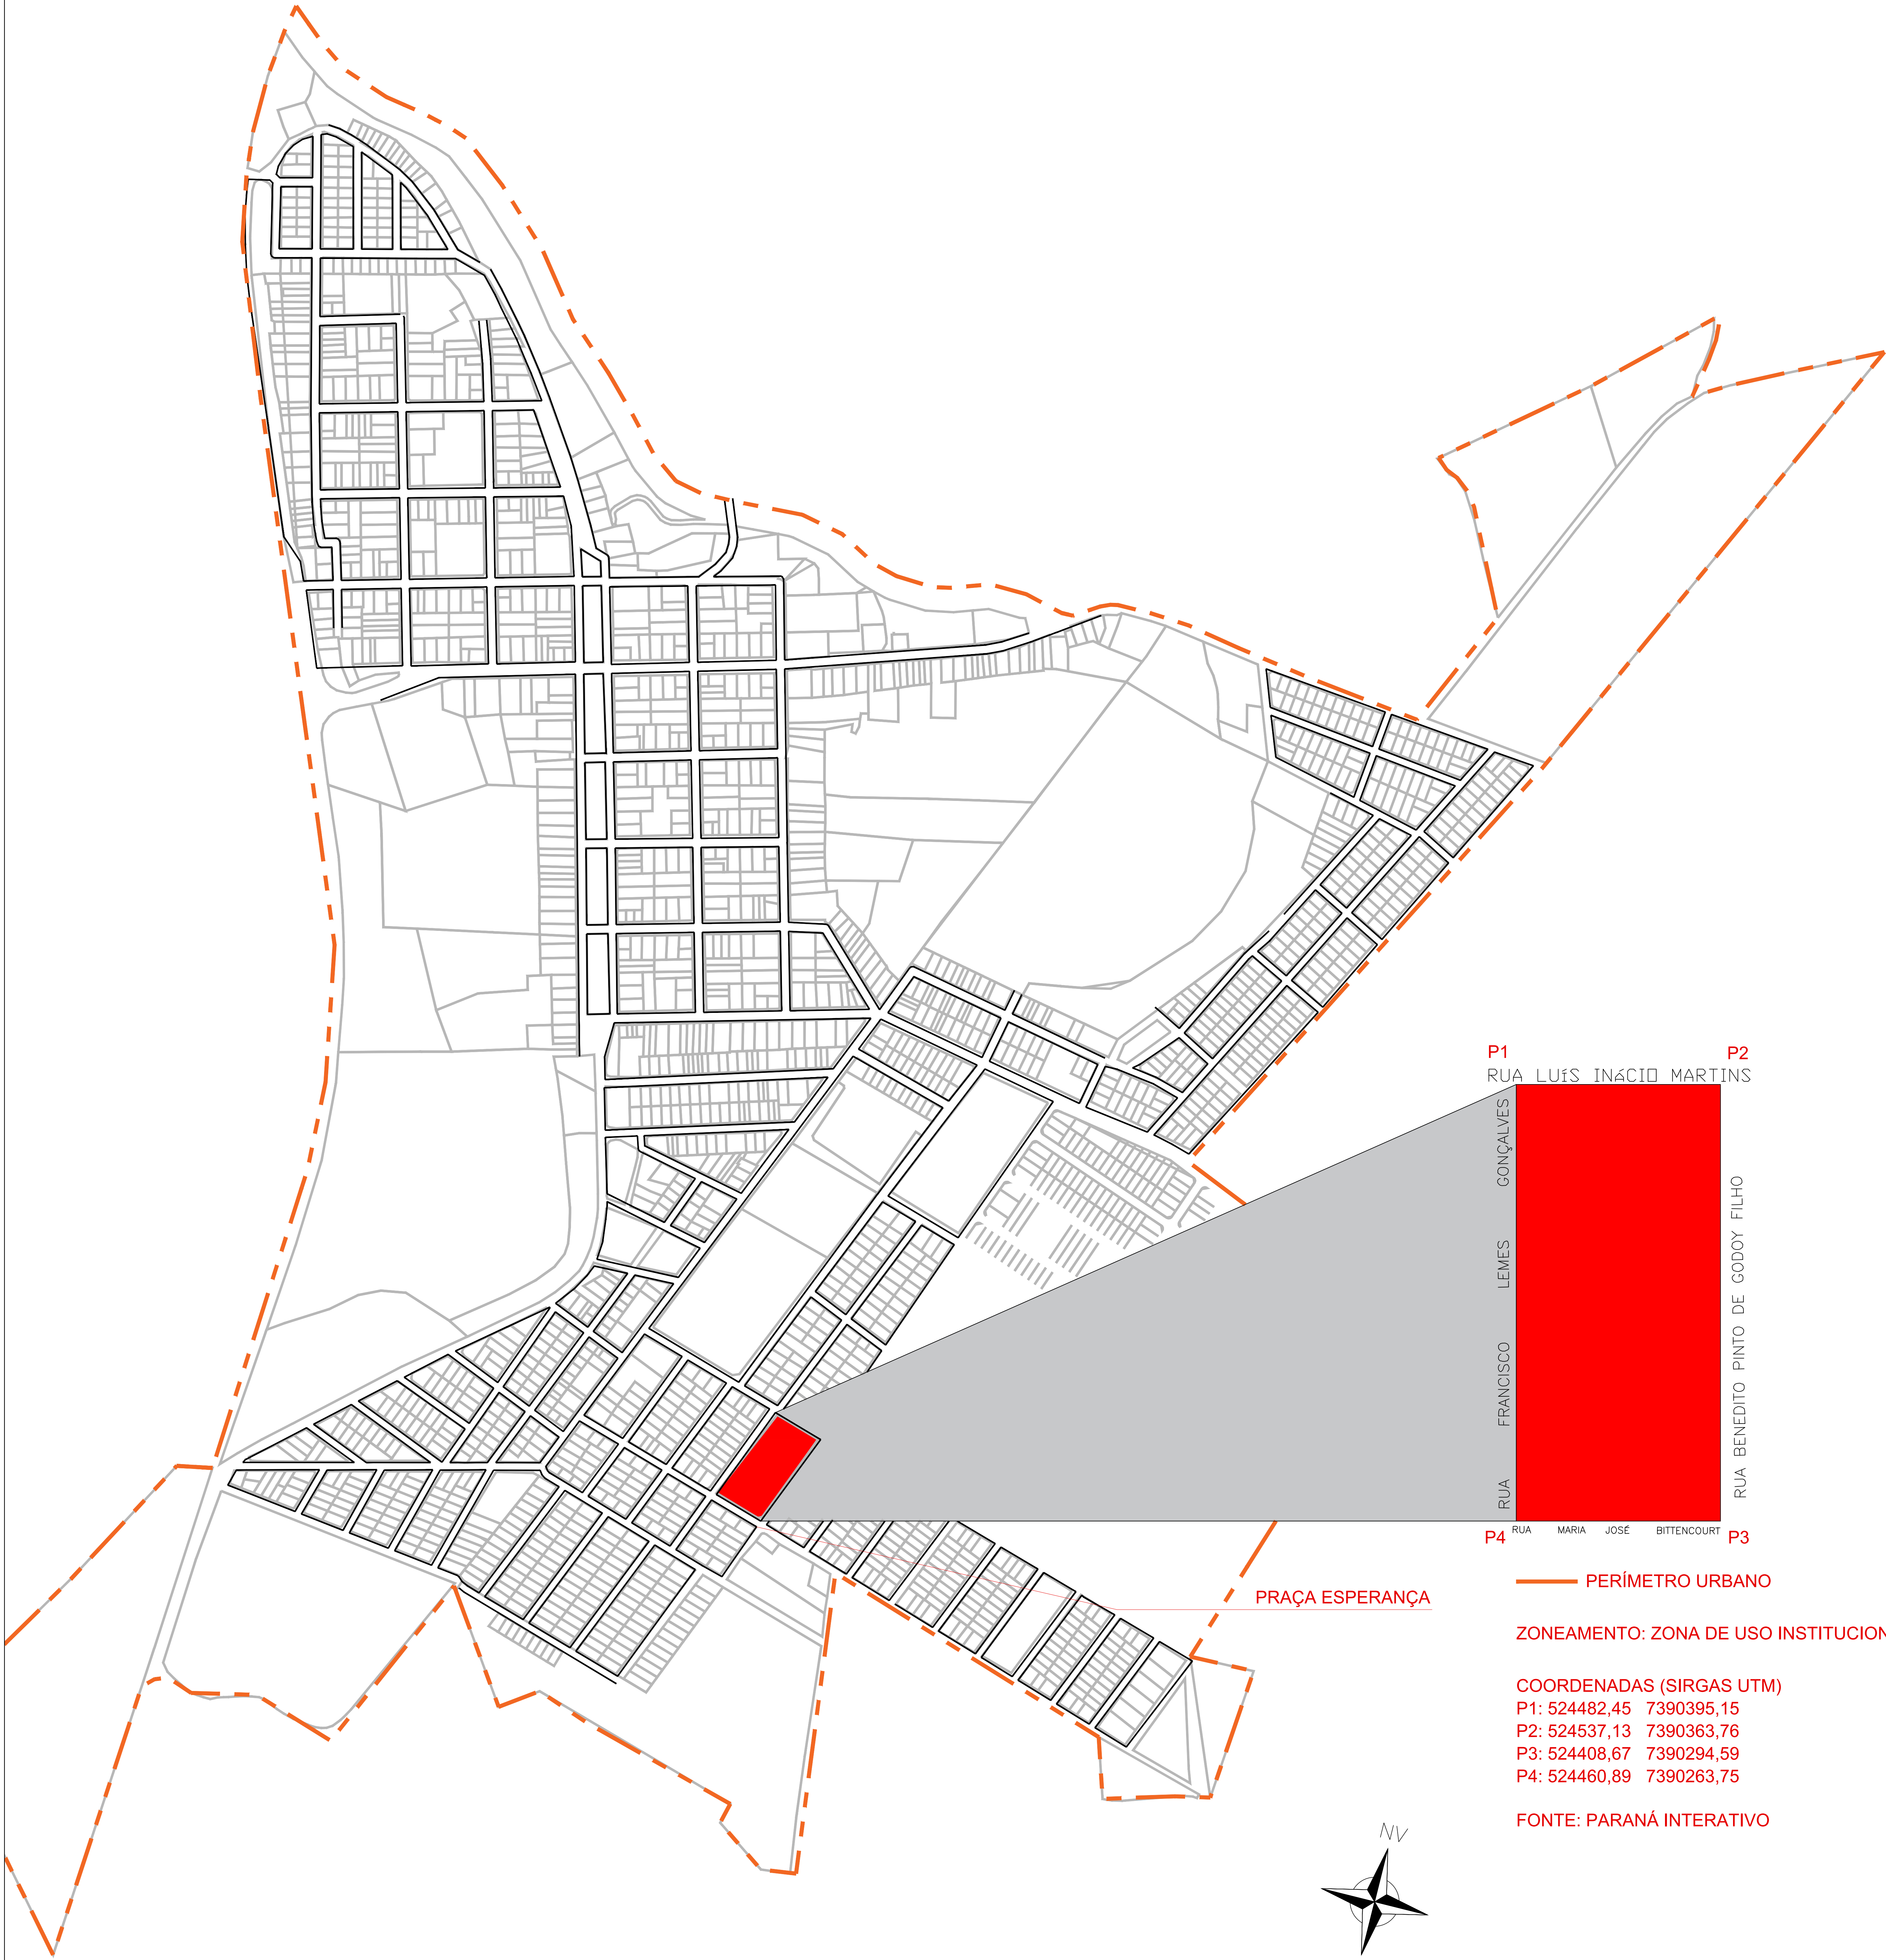 P1
P2
RUA LUíS INáCIO MARTINS
RUA FRANCISCO LEMES GONÇALVES
RUA BENEDITO PINTO DE GODOY FILHO
P4
RUA MARIA JOSÉ BITTENCOURT
P3
PRAÇA ESPERANÇA
PERÍMETRO URBANO
ZONEAMENTO: ZONA DE USO INSTITUCION
COORDENADAS (SIRGAS UTM)
P1: 524482,45 7390395,15
P2: 524537,13 7390363,76
P3: 524408,67 7390294,59
P4: 524460,89 7390263,75
FONTE: PARANÁ INTERATIVO
NV